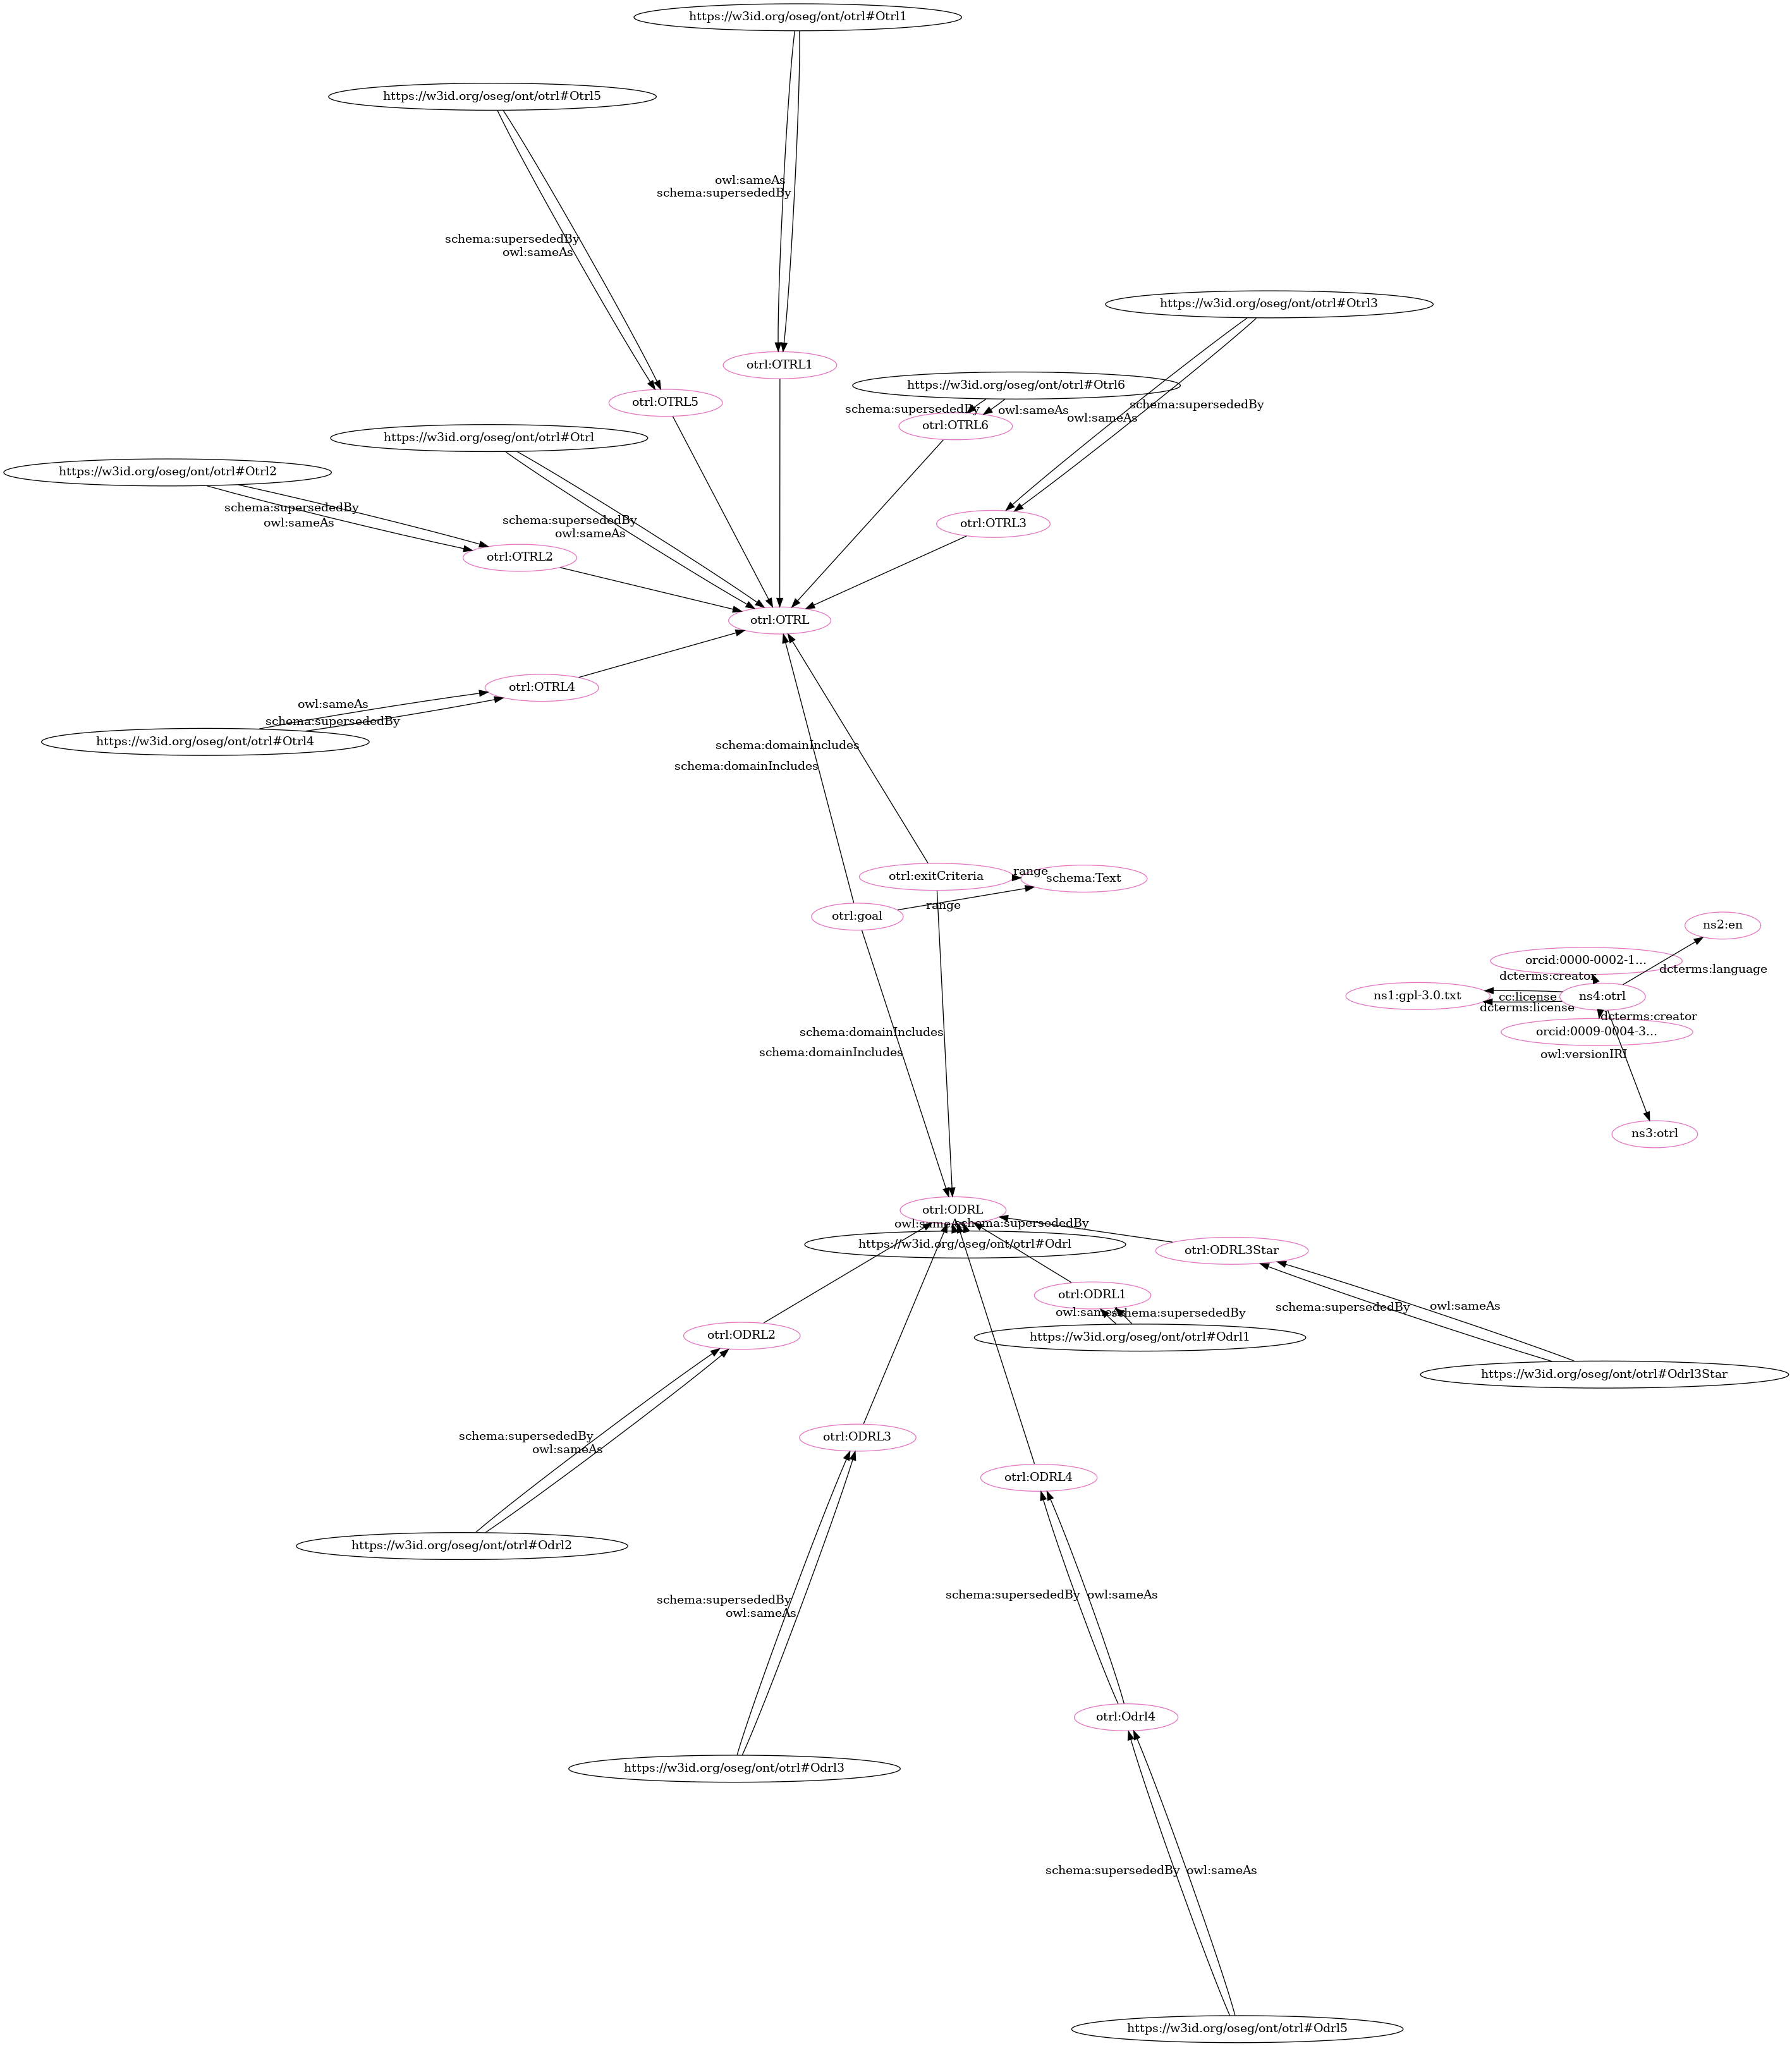 https://w3id.org/oseg/ont/otrl#Otrl1
https://w3id.org/oseg/ont/otrl#Otrl5
owl:sameAs
schema:supersededBy
schema:supersededBy
owl:sameAs
https://w3id.org/oseg/ont/otrl#Otrl3
otrl:OTRL1
https://w3id.org/oseg/ont/otrl#Otrl6
otrl:OTRL5
schema:supersededBy
owl:sameAs
schema:supersededBy
owl:sameAs
otrl:OTRL6
https://w3id.org/oseg/ont/otrl#Otrl
https://w3id.org/oseg/ont/otrl#Otrl2
schema:supersededBy
owl:sameAs
schema:supersededBy
owl:sameAs
otrl:OTRL3
otrl:OTRL2
otrl:OTRL
otrl:OTRL4
owl:sameAs
schema:supersededBy
https://w3id.org/oseg/ont/otrl#Otrl4
schema:domainIncludes
schema:domainIncludes
otrl:exitCriteria
range
schema:Text
range
otrl:goal
ns2:en
orcid:0000-0002-1...
dcterms:language
dcterms:creator
ns1:gpl-3.0.txt
cc:license
ns4:otrl
dcterms:license
dcterms:creator
orcid:0009-0004-3...
schema:domainIncludes
schema:domainIncludes
owl:versionIRI
ns3:otrl
otrl:ODRL
owl:sameAs
schema:supersededBy
https://w3id.org/oseg/ont/otrl#Odrl
otrl:ODRL3Star
otrl:ODRL1
owl:sameAs
schema:supersededBy
schema:supersededBy
owl:sameAs
otrl:ODRL2
https://w3id.org/oseg/ont/otrl#Odrl1
https://w3id.org/oseg/ont/otrl#Odrl3Star
schema:supersededBy
owl:sameAs
otrl:ODRL3
otrl:ODRL4
https://w3id.org/oseg/ont/otrl#Odrl2
schema:supersededBy
owl:sameAs
schema:supersededBy
owl:sameAs
otrl:Odrl4
https://w3id.org/oseg/ont/otrl#Odrl3
schema:supersededBy
owl:sameAs
https://w3id.org/oseg/ont/otrl#Odrl5